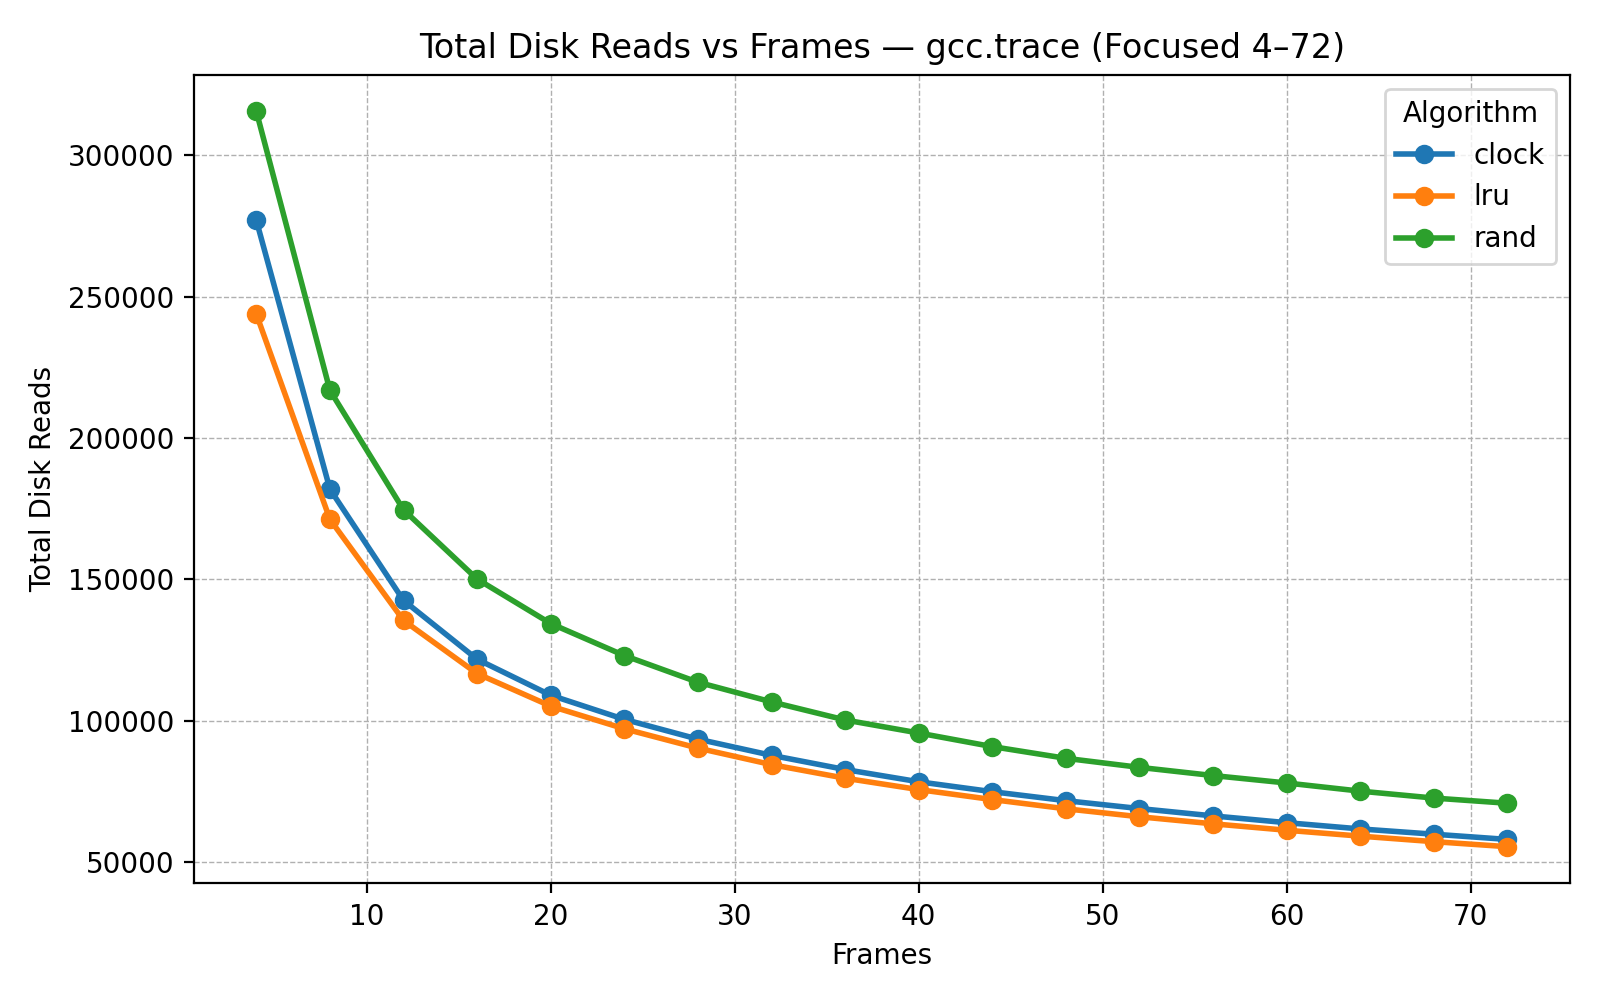 Total Disk Reads vs Frames — gcc.trace (Focused 4–72)
Algorithm
clock
lru
rand
300000
250000
200000
150000
100000
50000
Total Disk Reads
10 20 30 40 50 60 70
Frames